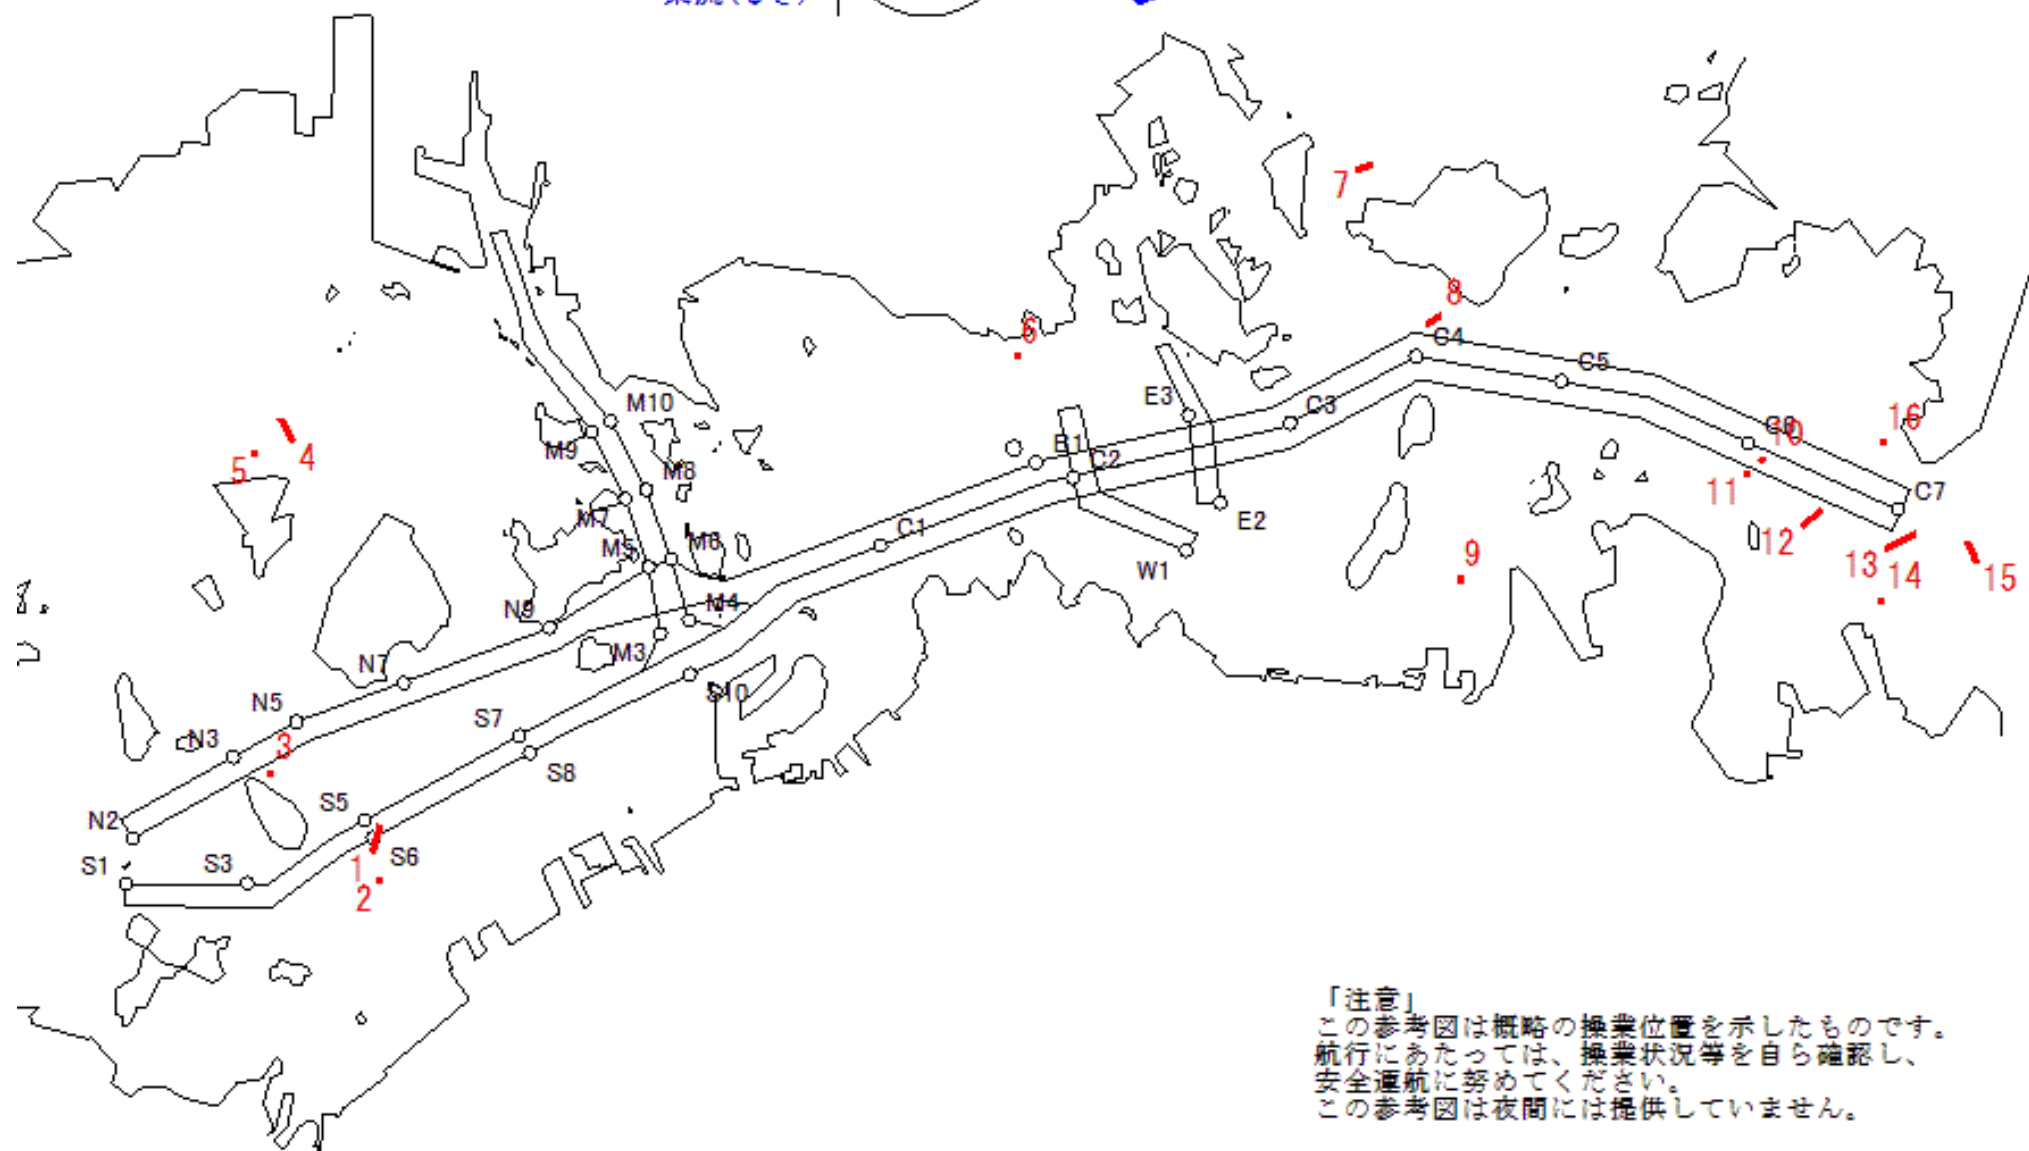 7
8
6
C4
C5
E3
M10
C3
C6
16
10
M9
B1
C2
5
4
M8
11
C7
E2
M7
C1
M5
M6
12
W1
9
13
14
15
N9
M4
M3
N7
S10
N5
S7
N3
3
S8
S5
N2
S1
S3
1
S6
2
「注意」
この参考図は概略の操業位置を示したものです。
航行にあたっては、操業状況等を自ら確認し、
安全運航に努めてください。
この参考図は夜間には提供していません。